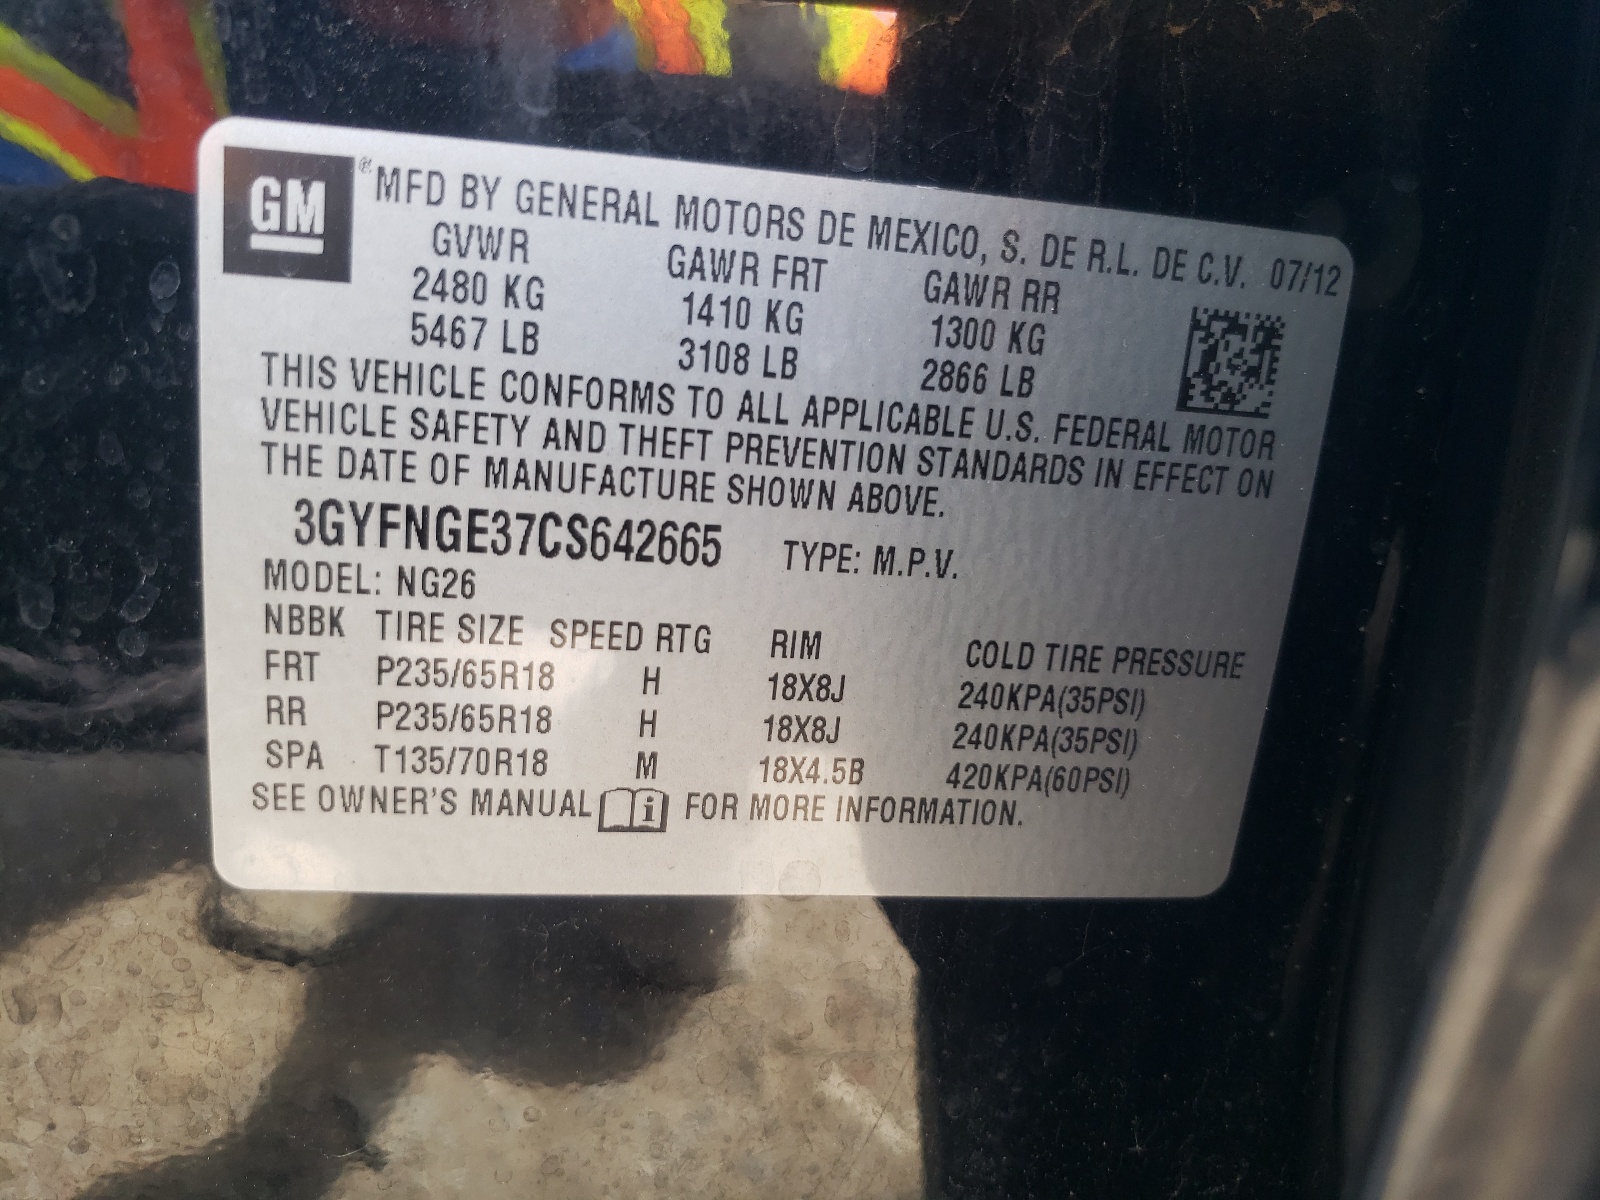 GM ® MFD BY GENERAL MOTORS DE MEXICO, S. DE R.L. DE C.V. 07/12
GVWR GAWR FRT GAWR RR
2480 KG 1410 KG 1300 KG
5467 LB 3108 LB 2866 LB
THIS VEHICLE CONFORMS TO ALL APPLICABLE U.S. FEDERAL MOTOR
VEHICLE SAFETY AND THEFT PREVENTION STANDARDS IN EFFECT ON
THE DATE OF MANUFACTURE SHOWN ABOVE.
3GYFNGE37CS642665 TYPE: M.P.V.
MODEL: NG26
NBBK TIRE SIZE SPEED RTG RIM COLD TIRE PRESSURE
FRT P235/65R18 H 18X8J 240KPA(35PSI)
RR P235/65R18 H 18X8J 240KPA(35PSI)
SPA T135/70R18 M 18X4.5B 420KPA(60PSI)
SEE OWNER'S MANUAL i FOR MORE INFORMATION.